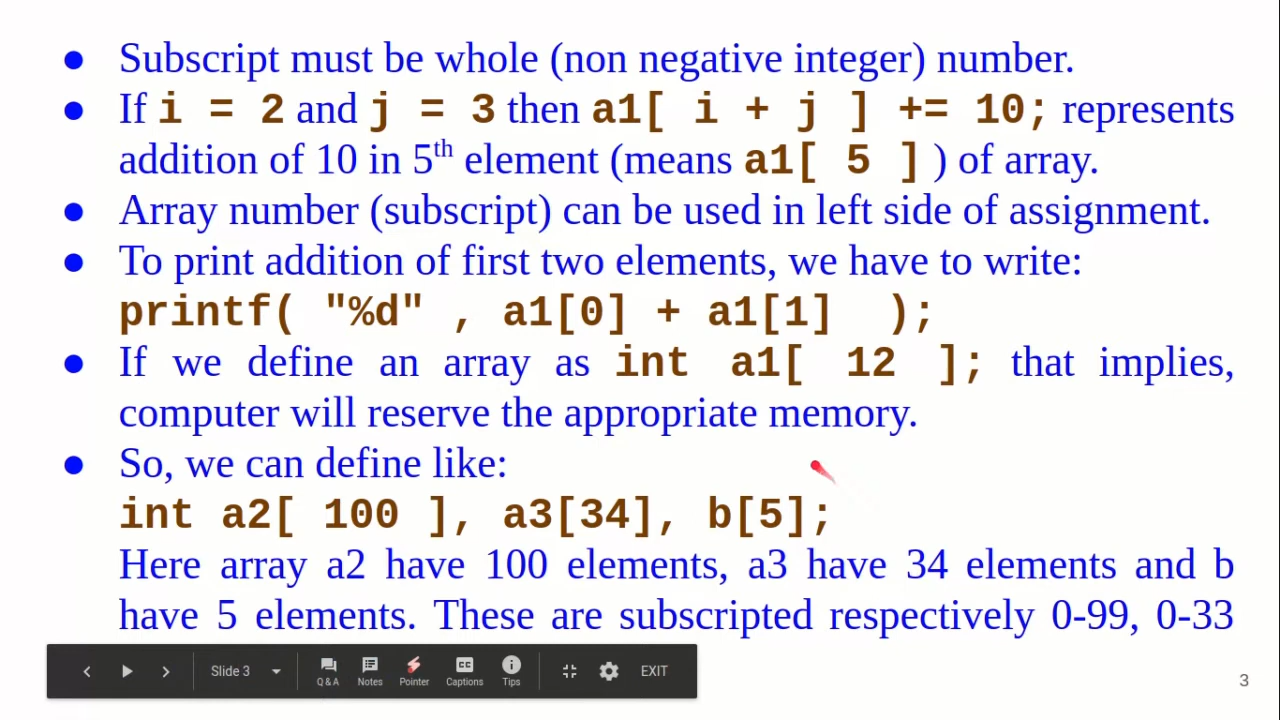 ● Subscript must be whole (non negative integer) number.
● If i = 2 and j = 3 then a1[ i + j ] += 10; represents
addition of 10 in 5th element (means a1[ 5 ] ) of array.
● Array number (subscript) can be used in left side of assignment.
● To print addition of first two elements, we have to write:
printf( "%d" , a1[0] + a1[1] );
● If we define an array as int a1[ 12 ]; that implies,
computer will reserve the appropriate memory.
● So, we can define like:
int a2[ 100 ], a3[34], b[5];
Here array a2 have 100 elements, a3 have 34 elements and b
have 5 elements. These are subscripted respectively 0-99, 0-33
Slide 3
Q & A
Notes
Pointer
CC
Captions
Tips
EXIT
3